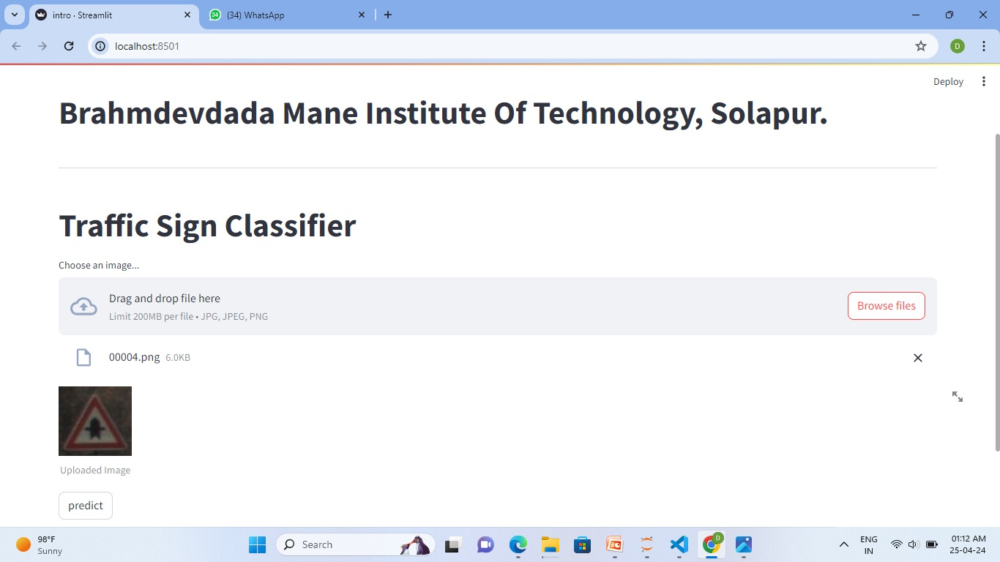 intro · Streamlit
34
(34) WhatsApp
localhost:8501
D
Deploy
Brahmdevdada Mane Institute Of Technology, Solapur.
Traffic Sign Classifier
Choose an image...
Drag and drop file here
Limit 200MB per file • JPG, JPEG, PNG
Browse files
00004.png 6.0KB
Uploaded Image
predict
98°F
Sunny
Search
D
ENG
IN
01:12 AM
25-04-24